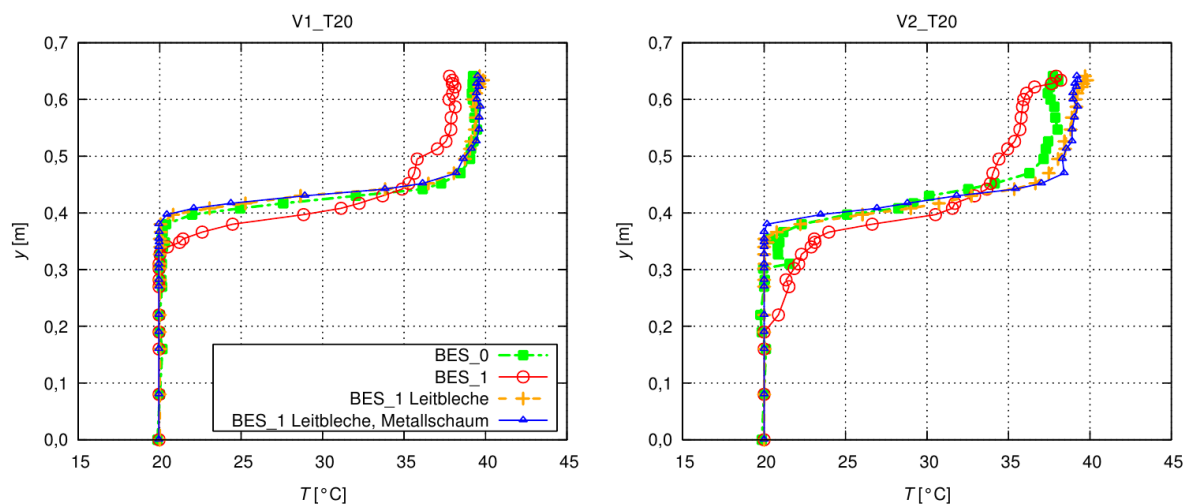 V1_T20
0,7
0,6
0,5
0,4
0,3
0,2
0,1
0,0
y [m]
15 20 25 30 35 40 45
T [°C]
BES_0
BES_1
BES_1 Leitbleche
BES_1 Leitbleche, Metallschaum
V2_T20
0,7
0,6
0,5
0,4
0,3
0,2
0,1
0,0
y [m]
15 20 25 30 35 40 45
T [°C]